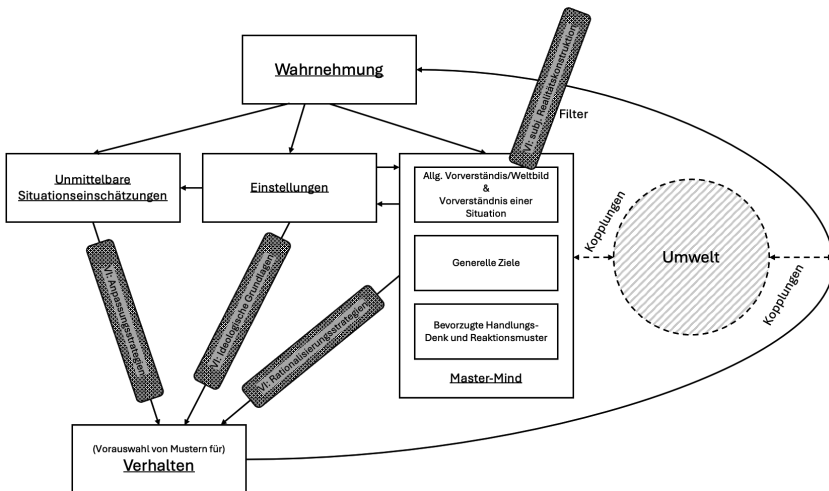 Wahrnehmung
VI: subj. Realitätskonstruktion
Filter
Unmittelbare
Situationseinschätzungen
Einstellungen
Allg. Vorverständis/Weltbild
&
Vorverständnis einer
Situation
Generelle Ziele
Bevorzugte Handlungs-
Denk und Reaktionsmuster
Master-Mind
Kopplungen
Umwelt
Kopplungen
VI: Anpassungsstrategien
VI: Ideologische Grundlagen
VI: Rationalisierungsstrategien
(Vorauswahl von Mustern für)
Verhalten